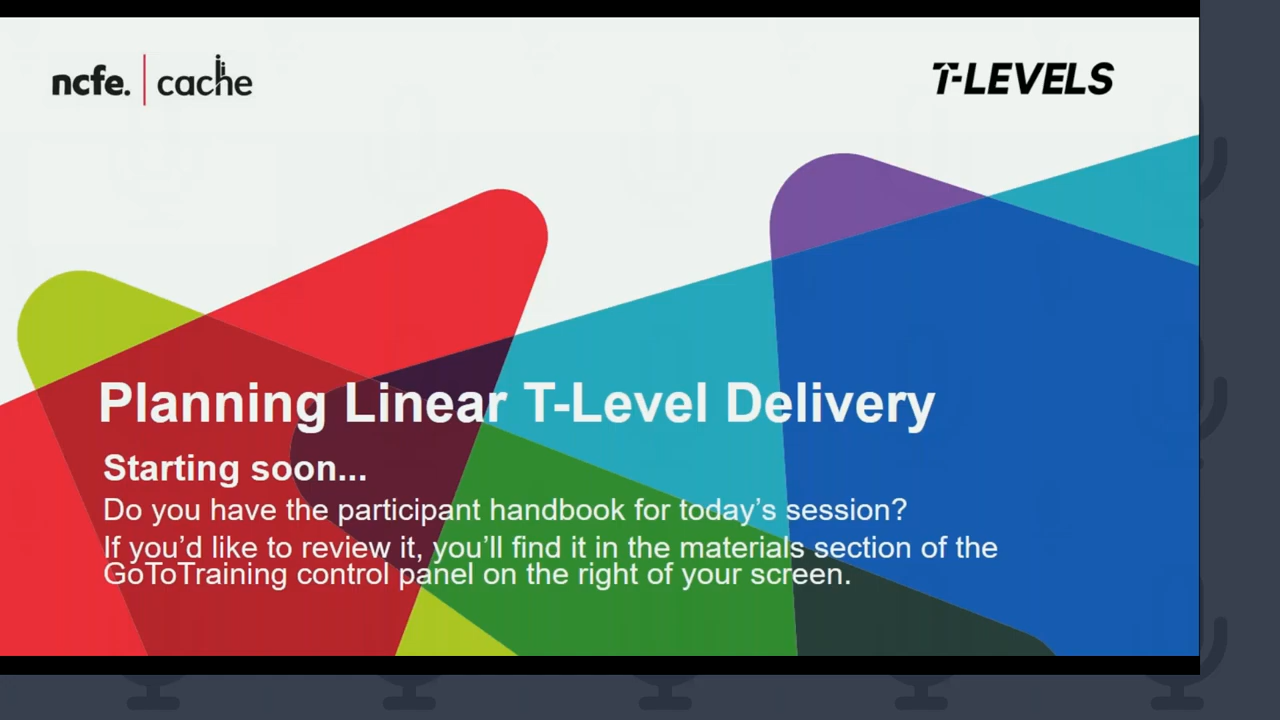 ncfe. cache
T-LEVELS
Planning Linear T-Level Delivery
Starting soon...
Do you have the participant handbook for today’s session?
If you’d like to review it, you’ll find it in the materials section of the
GoToTraining control panel on the right of your screen.